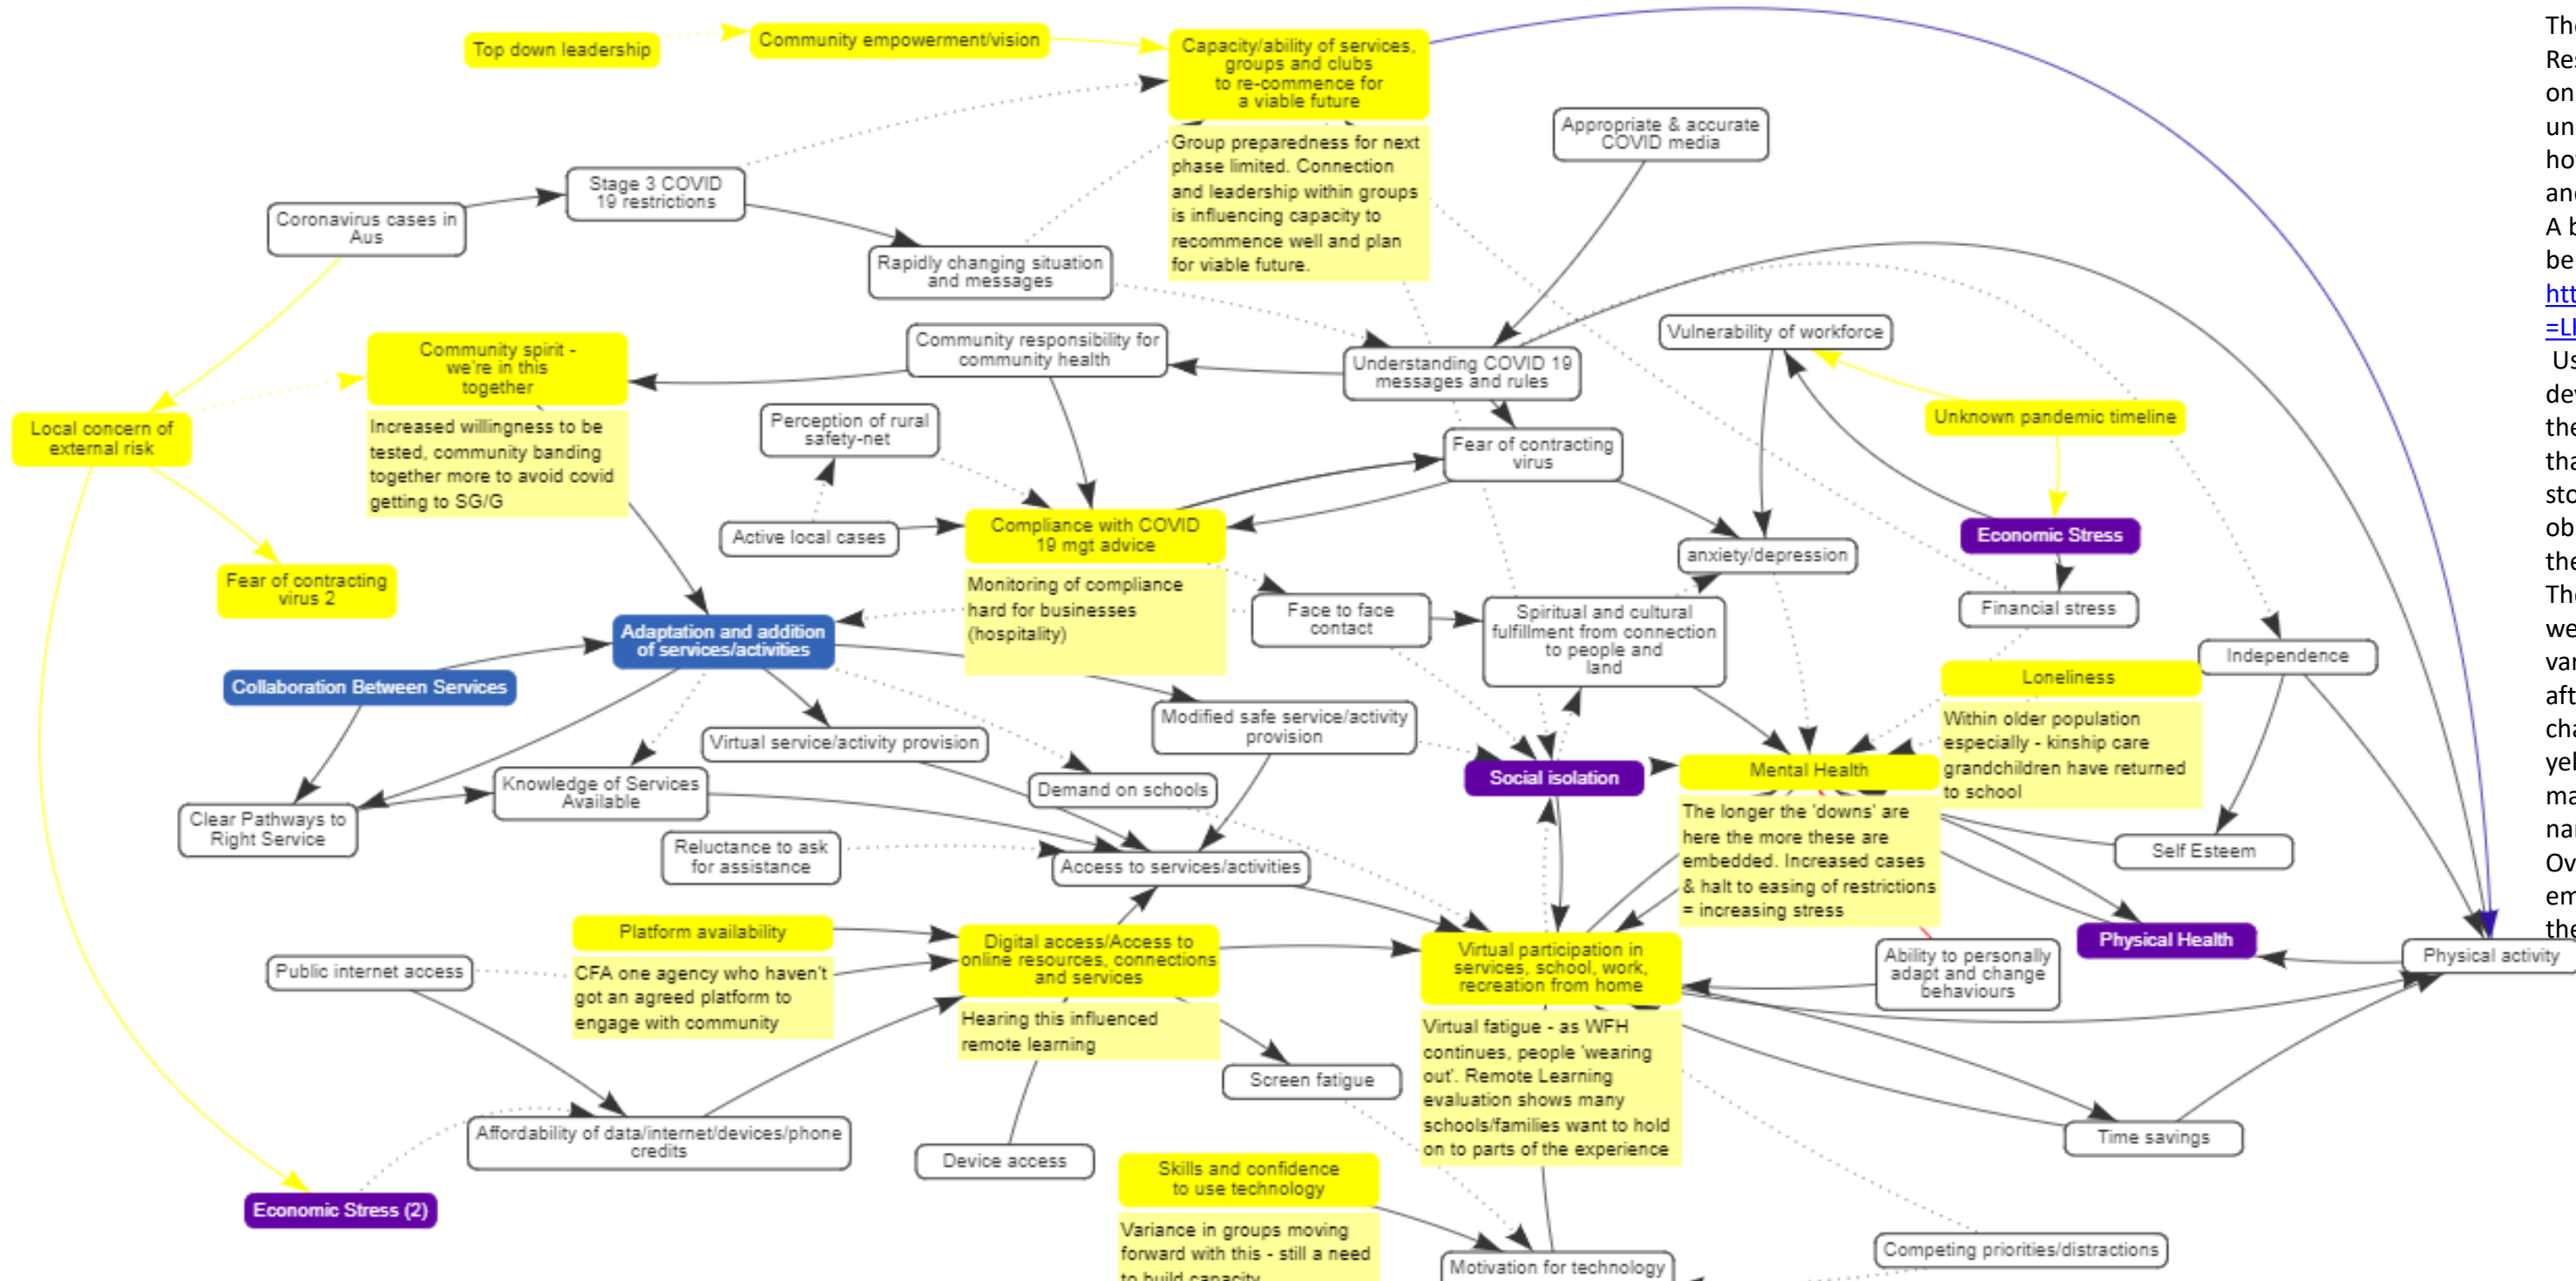 Top down leadership
Community empowerment/vision
Capacity/ability of services,
groups and clubs
to re-commence for
a viable future
Group preparedness for next
phase limited. Connection
and leadership within groups
is influencing capacity to
recommence well and plan
for viable future.
Appropriate & accurate
COVID media
Stage 3 COVID
19 restrictions
Coronavirus cases in
Aus
Rapidly changing situation
and messages
Community spirit -
we're in this
together
Increased willingness to be
tested, community banding
together more to avoid covid
getting to SG/G
Community responsibility for
community health
Understanding COVID 19
messages and rules
Vulnerability of workforce
Unknown pandemic timeline
Local concern of
external risk
Perception of rural
safety-net
Fear of contracting
virus
Active local cases
Compliance with COVID
19 mgt advice
Monitoring of compliance
hard for businesses
(hospitality)
Economic Stress
anxiety/depression
Fear of contracting
virus 2
Face to face
contact
Spiritual and cultural
fulfillment from connection
to people and
land
Financial stress
Adaptation and addition
of services/activities
Independence
Collaboration Between Services
Loneliness
Within older population
especially - kinship care
grandchildren have returned
to school
Modified safe service/activity
provision
Virtual service/activity provision
Social isolation
Mental Health
The longer the 'downs' are
here the more these are
embedded. Increased cases
& halt to easing of restrictions
= increasing stress
Knowledge of Services
Available
Demand on schools
Clear Pathways to
Right Service
Reluctance to ask
for assistance
Access to services/activities
Self Esteem
Platform availability
CFA one agency who haven't
got an agreed platform to
engage with community
Digital access/Access to
online resources, connections
and services
Hearing this influenced
remote learning
Virtual participation in
services, school, work,
recreation from home
Virtual fatigue - as WFH
continues, people 'wearing
out'. Remote Learning
evaluation shows many
schools/families want to hold
on to parts of the experience
Physical Health
Ability to personally
adapt and change
behaviours
Physical activity
Public internet access
Screen fatigue
Affordability of data/internet/devices/phone
credits
Device access
Time savings
Skills and confidence
to use technology
Variance in groups moving
forward with this - still a need
to build capacity
Economic Stress (2)
Motivation for technology
Competing priorities/distractions
on
A b
be
=LI